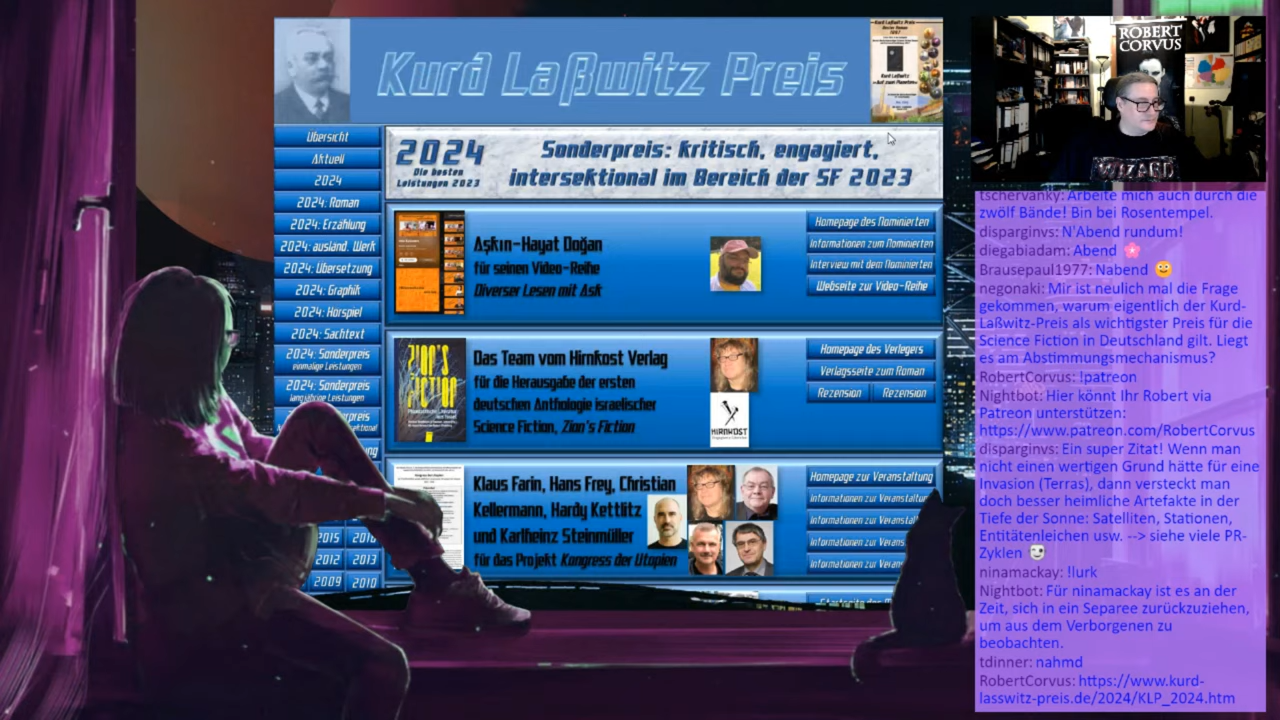 Kurd Laßwitz Preis
Übersicht
Aktuell
2024
2024: Roman
2024: Erzählung
2024: ausländ. Werk
2024: Übersetzung
2024: Graphik
2024: Hörspiel
2024: Sachtext
2024: Sonderpreis
einmalige Leistungen
2024: Sonderpreis
langjährige Leistungen
2015
2012 2013
2009 2010
2024
Die besten
Leistungen 2023
Sonderpreis: kritisch, engagiert,
intersektional im Bereich der SF 2023
Aşkın-Hayat Doğan
für seinen Video-Reihe
Diverser Lesen mit Ask
Homepage des Nominierten
Informationen zum Nominierten
Interview mit dem Nominierten
Webseite zur Video-Reihe
ZION'S
FICTION
Das Team vom Hirnkost Verlag
für die Herausgabe der ersten
deutschen Anthologie israelischer
Science Fiction, Zion's Fiction
HIRNKOST
Homepage des Verlegers
Verlagsseite zum Roman
Rezension Rezension
Klaus Farin, Hans Frey, Christian
Kellermann, Hardy Kettlitz
und Karlheinz Steinmüller
für das Projekt Kongress der Utopien
Homepage zur Veranstaltung
Informationen zur Veranstaltung
Informationen zur
Informationen zur
Informationen zur
ROBERT
CORVUS
WIZARD
tschervanky: Arbeite mich auch durch die
zwölf Bände! Bin bei Rosentempel.
disparginvs: N'Abend rundum!
diegabiadam: Abend 🌸
Brausepaul1977: Nabend 🙂
negonaki: Mir ist neulich mal die Frage
gekommen, warum eigentlich der Kurd-
Laßwitz-Preis als wichtigster Preis für die
Science Fiction in Deutschland gilt. Liegt
es am Abstimmungsmechanismus?
RobertCorvus: !patreon
Nightbot: Hier könnt Ihr Robert via
Patreon unterstützen:
https://www.patreon.com/RobertCorvus
disparginvs: Ein super Zitat! Wenn man
nicht einen wertigen Grund hätte für eine
Invasion (Terras), dann versteckt man
doch besser heimliche Artefakte in der
Tiefe der Sonne: Satelliten, Stationen,
Entitätenleichen usw. --> siehe viele PR-
Zyklen
ninamackay: !lurk
Nightbot: Für ninamackay ist es an der
Zeit, sich in ein Separee zurückzuziehen,
um aus dem Verborgenen zu
beobachten.
tdinner: nahmd
RobertCorvus: https://www.kurd-
lasswitz-preis.de/2024/KLP_2024.htm